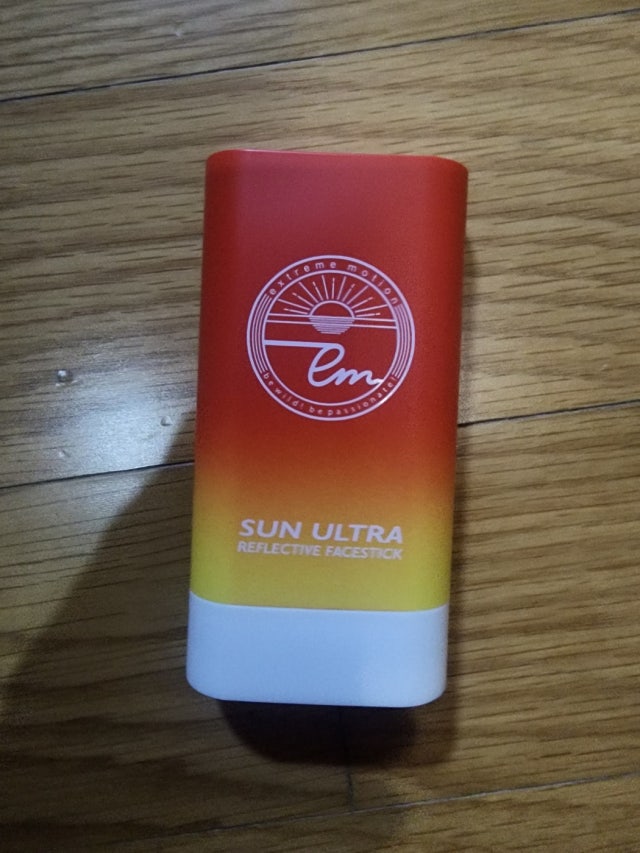 extreme motion
em
be wild! be passionate!
SUN ULTRA
REFLECTIVE FACESTICK